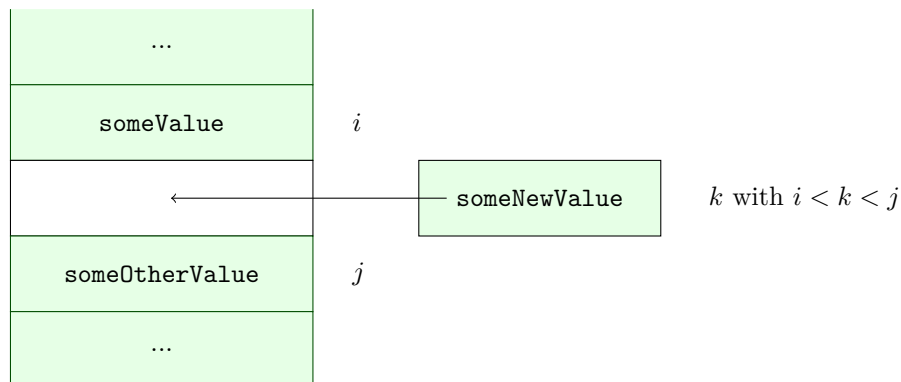 ...
someValue
i
someNewValue
k with i < k < j
someOtherValue
j
...